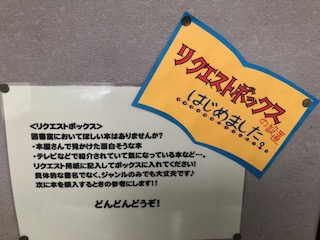 リクエストボックス
の設置
はじめました。
<リクエストボックス>
図書室においてほしい本はありませんか?
・本屋さんで見かけた面白そうな本
・テレビなどで紹介されていて気になっている本など…。
リクエスト用紙に記入してボックスに入れてください!
具体的な題名でなく、ジャンルのみでも大丈夫です♪
次に本を購入するときの参考にします!!
どんどんどうぞ!